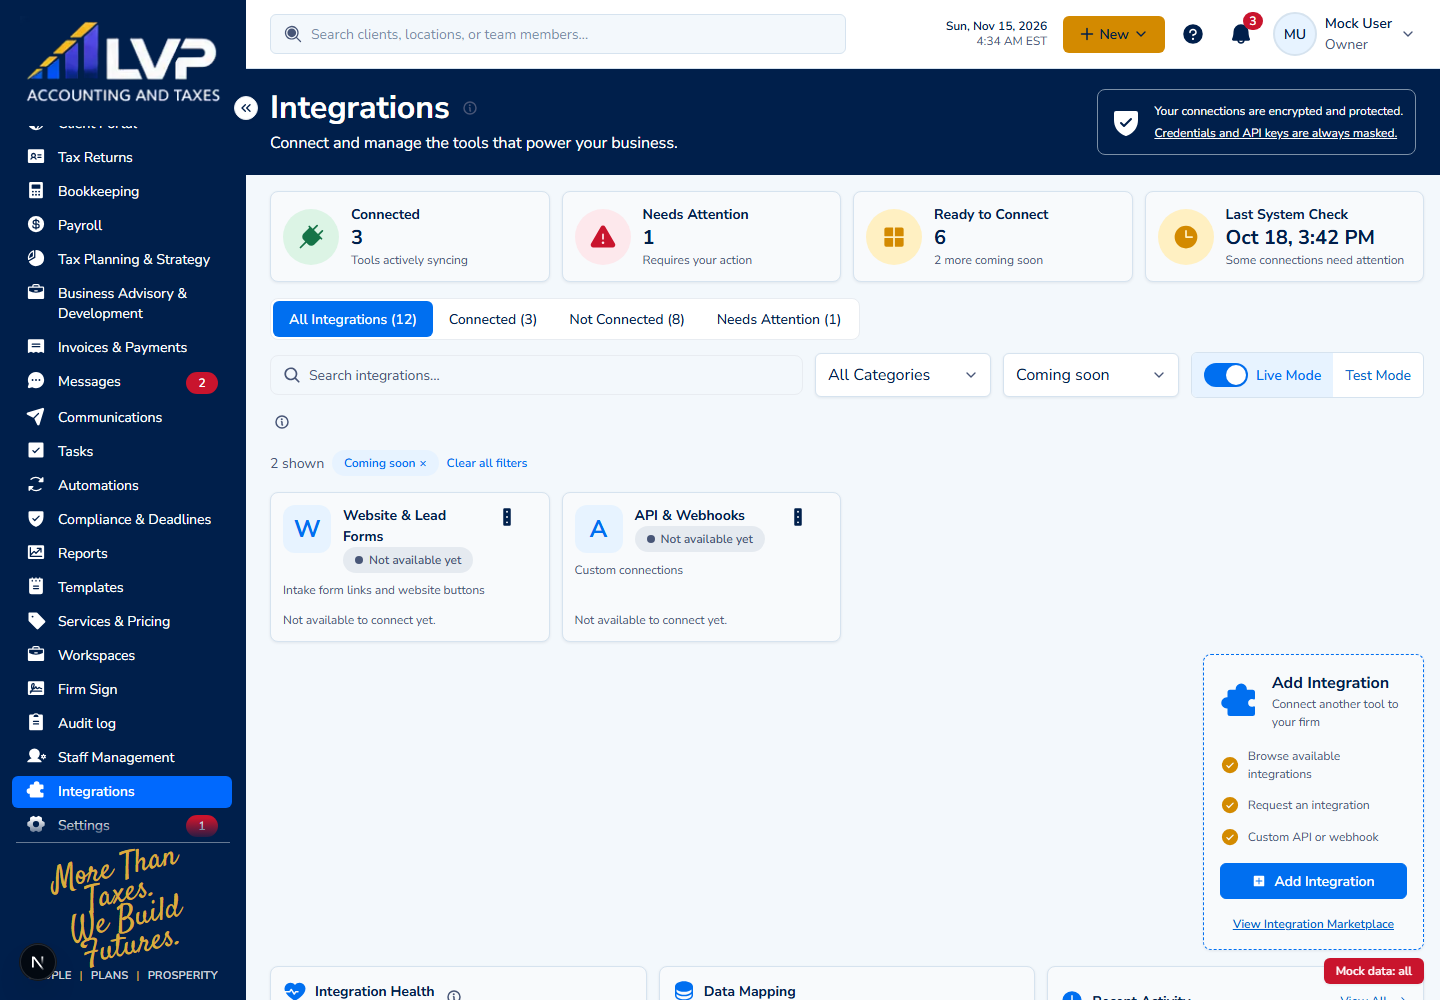 LVP
ACCOUNTING AND TAXES
Client Portal
Tax Returns
Bookkeeping
Payroll
Tax Planning & Strategy
Business Advisory &
Development
Invoices & Payments
Messages 2
Communications
Tasks
Automations
Compliance & Deadlines
Reports
Templates
Services & Pricing
Workspaces
Firm Sign
Audit log
Staff Management
Integrations
Settings 1
More Than
Taxes.
We Build
Futures.
N
PLE | PLANS | PROSPERITY
Search clients, locations, or team members...
Sun, Nov 15, 2026
4:34 AM EST
New
?
3
MU
Mock User
Owner
Integrations
Connect and manage the tools that power your business.
Your connections are encrypted and protected.
Credentials and API keys are always masked.
Connected
3
Tools actively syncing
Needs Attention
1
Requires your action
Ready to Connect
6
2 more coming soon
Last System Check
Oct 18, 3:42 PM
Some connections need attention
All Integrations (12)
Connected (3)
Not Connected (8)
Needs Attention (1)
Search integrations...
All Categories
Coming soon
Live Mode
Test Mode
2 shown
Coming soon ×
Clear all filters
W
Website & Lead
Forms
Not available yet
Intake form links and website buttons
Not available to connect yet.
A
API & Webhooks
Not available yet
Custom connections
Not available to connect yet.
Add Integration
Connect another tool to
your firm
Browse available
integrations
Request an integration
Custom API or webhook
Add Integration
View Integration Marketplace
Mock data: all
Integration Health
Data Mapping
Recent Activity
View All